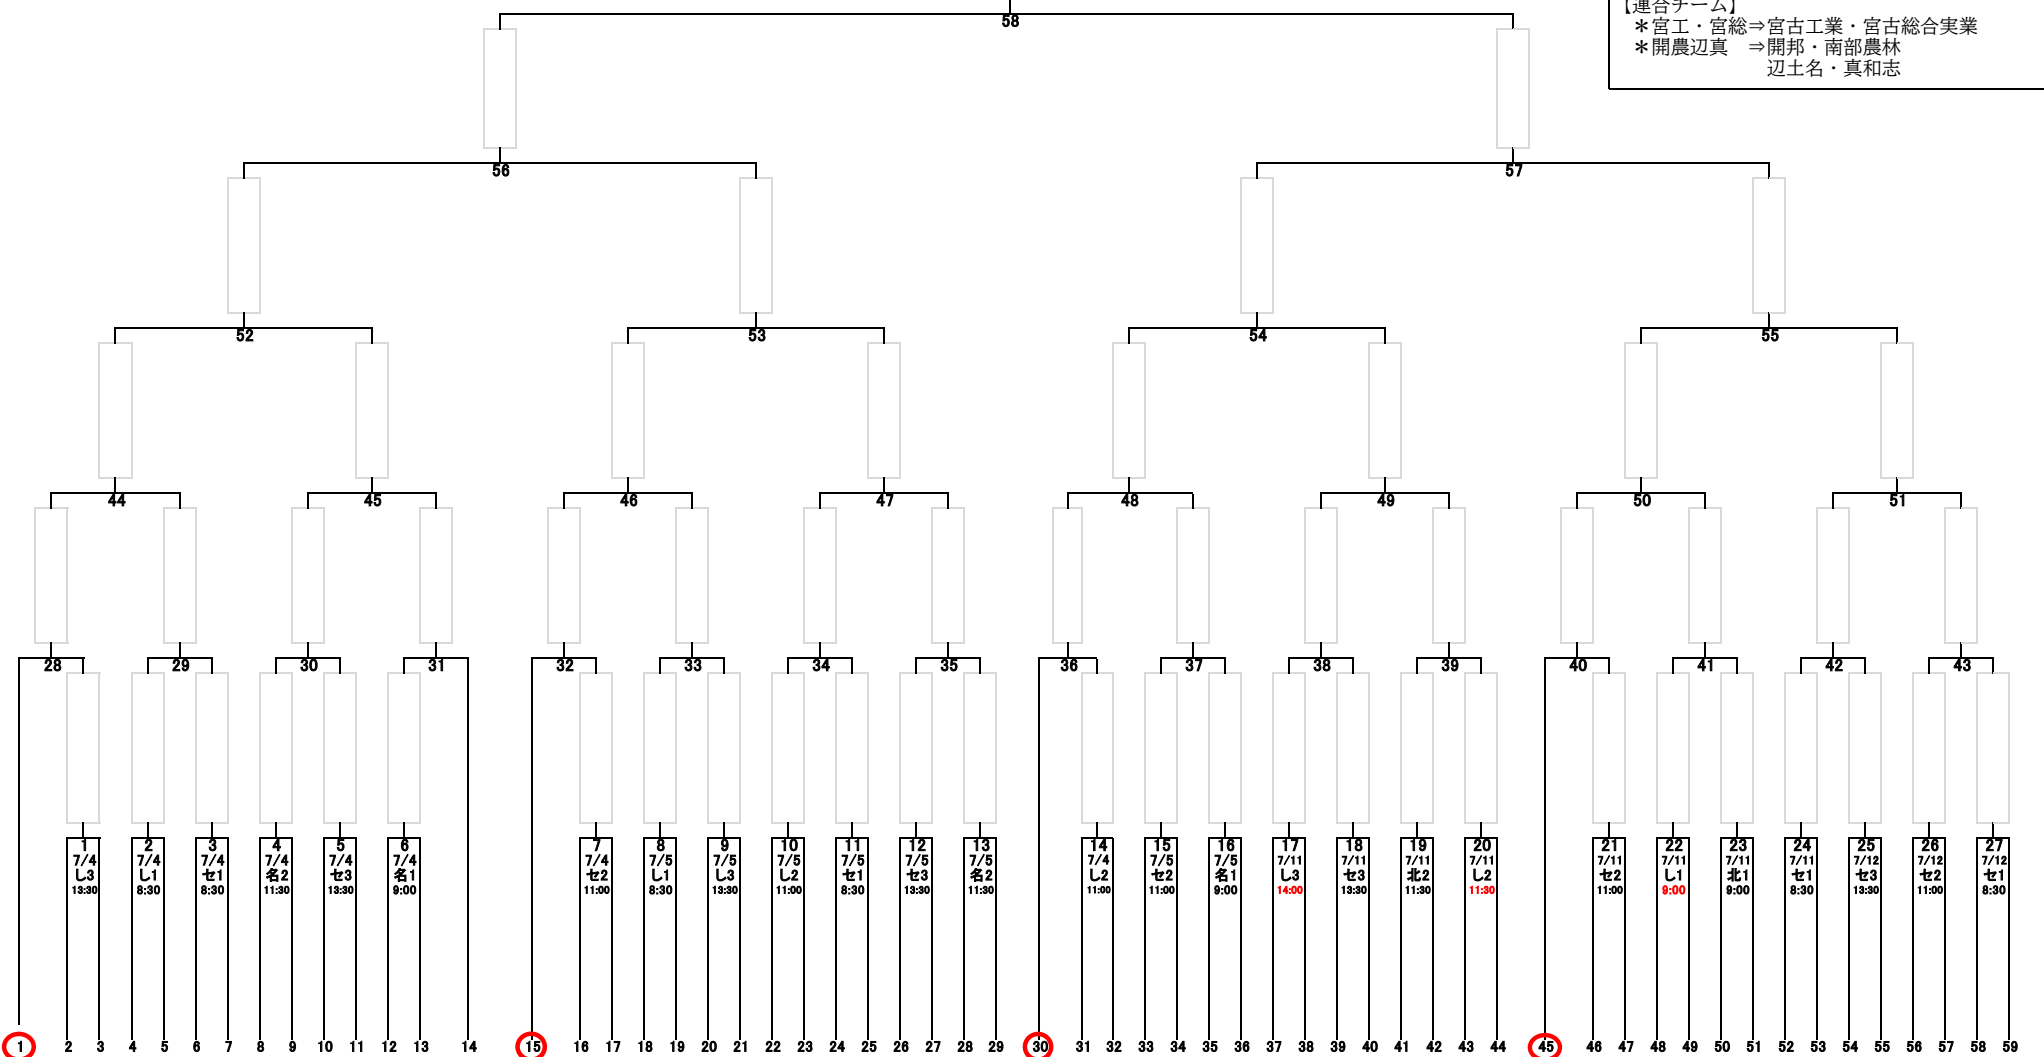 58
【連合チーム】
＊宮工・宮総⇒宮古工業・宮古総合実業
＊開農辺真　⇒開邦・南部農林
辺土名・真和志
56 57
52 53 54 55
44 45 46 47 48 49 50 51
28 29 30 31 32 33 34 35 36 37 38 39 40 41 42 43
1 2 3 4 5 6 7 8 9 10 11 12 13 14 15 16 17 18 19 20 21 22 23 24 25 26 27
7/4 7/4 7/4 7/4 7/4 7/4 7/4 7/5 7/5 7/5 7/5 7/5 7/5 7/4 7/5 7/5 7/11 7/11 7/11 7/11 7/11 7/11 7/11 7/11 7/12 7/12 7/12
し3 し1 セ1 名2 セ3 名1 セ2 し1 し3 し2 セ1 セ3 名2 し2 セ2 名1 し3 セ3 北2 し2 セ2 し1 北1 セ1 セ3 セ2 セ1
13:30 8:30 8:30 11:30 13:30 9:00 11:00 8:30 13:30 11:00 8:30 13:30 11:30 11:00 11:00 9:00 14:00 13:30 11:30 11:30 11:00 9:00 9:00 8:30 13:30 11:00 8:30
1 2 3 4 5 6 7 8 9 10 11 12 13 14 15 16 17 18 19 20 21 22 23 24 25 26 27 28 29 30 31 32 33 34 35 36 37 38 39 40 41 42 43 44 45 46 47 48 49 50 51 52 53 54 55 56 57 58 59